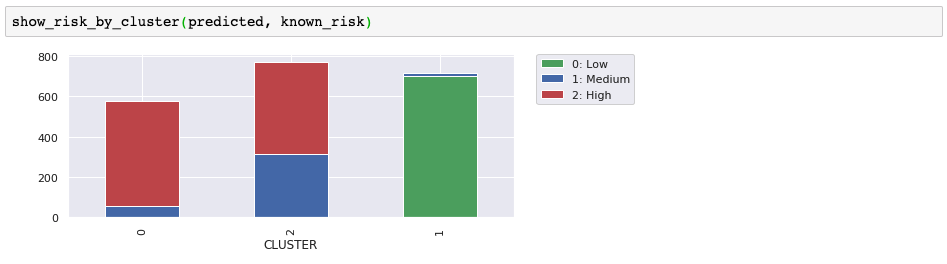 show_risk_by_cluster(predicted, known_risk)
800
600
400
200
0
0
2
1
CLUSTER
0: Low
1: Medium
2: High